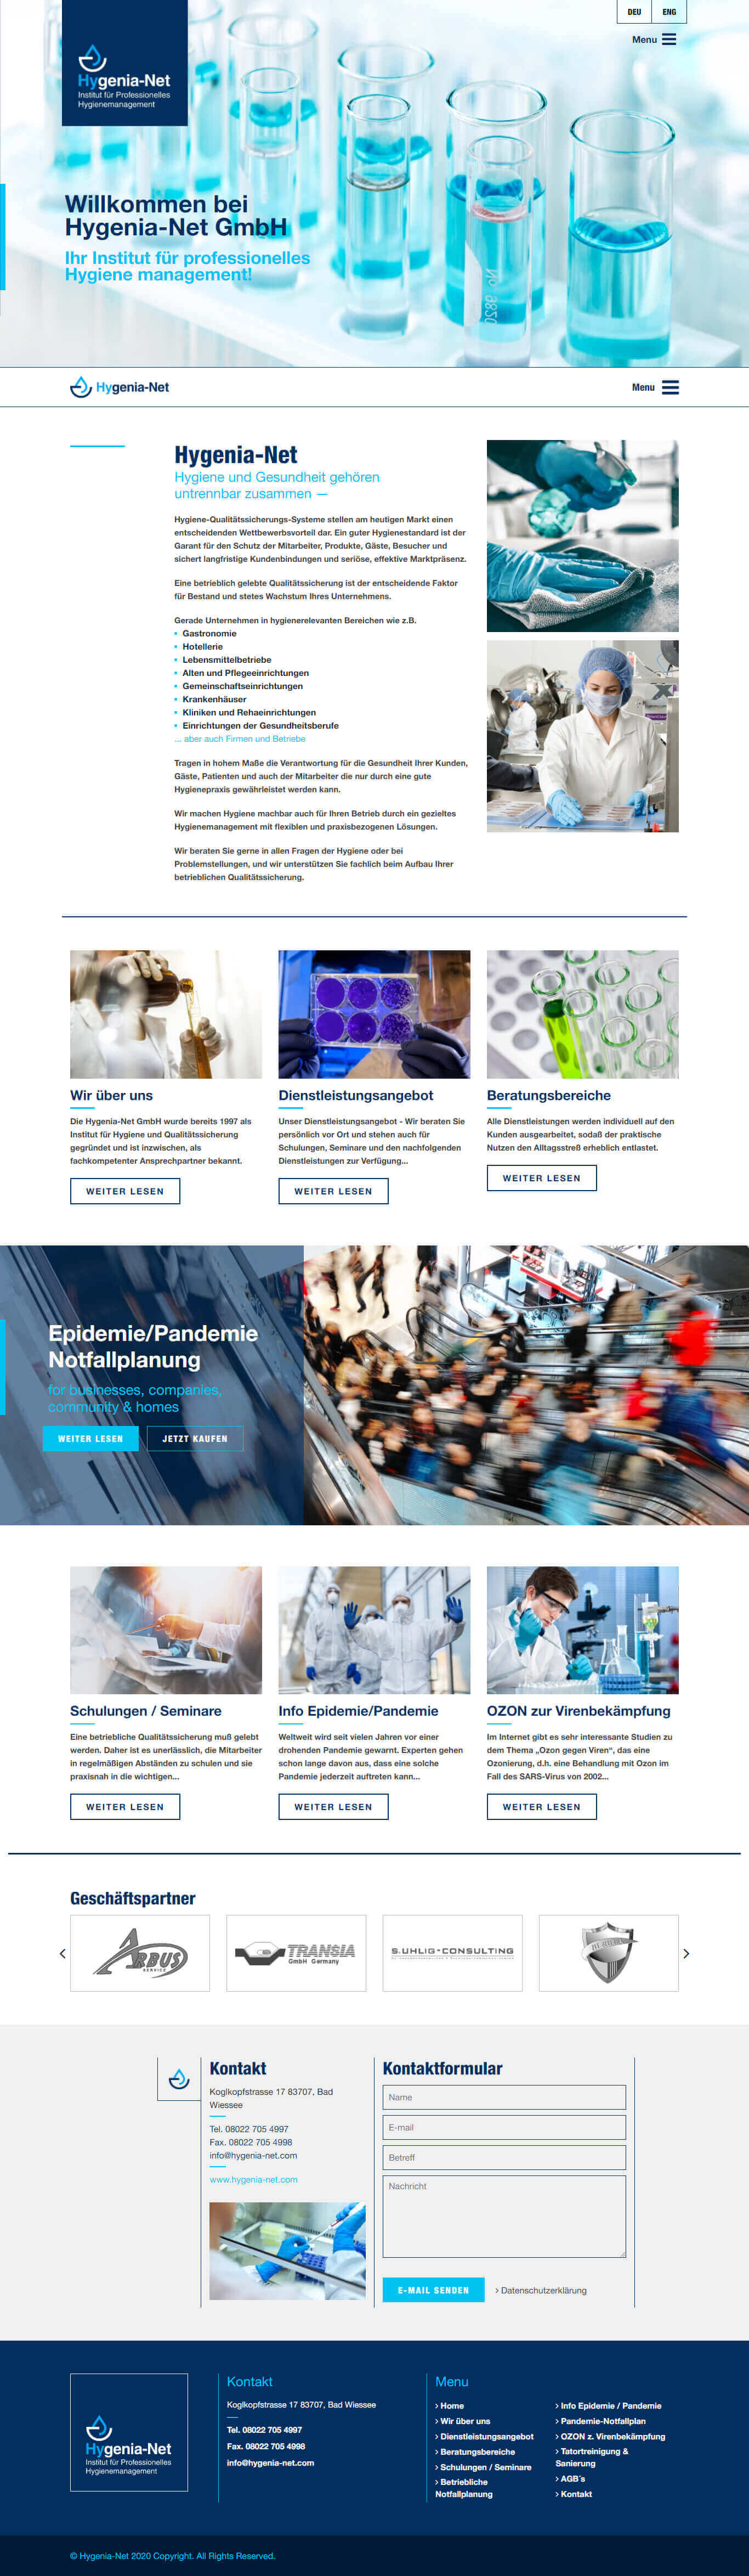 DEU
ENG
Menu
Hygenia-Net
Institut für Professionelles
Hygienemanagement
Willkommen bei
Hygenia-Net GmbH
Ihr Institut für professionelles
Hygiene management!
No. 9820
Hygenia-Net
Menu
Hygenia-Net
Hygiene und Gesundheit gehören
untrennbar zusammen —
Hygiene-Qualitätssicherungs-Systeme stellen am heutigen Markt einen
entscheidenden Wettbewerbsvorteil dar. Ein guter Hygienestandard ist der
Garant für den Schutz der Mitarbeiter, Produkte, Gäste, Besucher und
sichert langfristige Kundenbindungen und seriöse, effektive Marktpräsenz.
Eine betrieblich gelebte Qualitätssicherung ist der entscheidende Faktor
für Bestand und stetes Wachstum Ihres Unternehmens.
Gerade Unternehmen in hygienerelevanten Bereichen wie z.B.
Gastronomie
Hotellerie
Lebensmittelbetriebe
Alten und Pflegeeinrichtungen
Gemeinschaftseinrichtungen
Krankenhäuser
Kliniken und Rehaeinrichtungen
Einrichtungen der Gesundheitsberufe
... aber auch Firmen und Betriebe
Tragen in hohem Maße die Verantwortung für die Gesundheit Ihrer Kunden,
Gäste, Patienten und auch der Mitarbeiter die nur durch eine gute
Hygienepraxis gewährleistet werden kann.
Wir machen Hygiene machbar auch für Ihren Betrieb durch ein gezieltes
Hygienemanagement mit flexiblen und praxisbezogenen Lösungen.
Wir beraten Sie gerne in allen Fragen der Hygiene oder bei
Problemstellungen, und wir unterstützen Sie fachlich beim Aufbau Ihrer
betrieblichen Qualitätssicherung.
Wir über uns
Die Hygenia-Net GmbH wurde bereits 1997 als
Institut für Hygiene und Qualitätssicherung
gegründet und ist inzwischen, als
fachkompetenter Ansprechpartner bekannt.
WEITER LESEN
Dienstleistungsangebot
Unser Dienstleistungsangebot - Wir beraten Sie
persönlich vor Ort und stehen auch für
Schulungen, Seminare und den nachfolgenden
Dienstleistungen zur Verfügung...
WEITER LESEN
Beratungsbereiche
Alle Dienstleistungen werden individuell auf den
Kunden ausgearbeitet, sodaß der praktische
Nutzen den Alltagsstreß erheblich entlastet.
WEITER LESEN
Epidemie/Pandemie
Notfallplanung
for businesses, companies,
community & homes
WEITER LESEN
JETZT KAUFEN
Schulungen / Seminare
Eine betriebliche Qualitätssicherung muß gelebt
werden. Daher ist es unerlässlich, die Mitarbeiter
in regelmäßigen Abständen zu schulen und sie
praxisnah in die wichtigen...
WEITER LESEN
Info Epidemie/Pandemie
Weltweit wird seit vielen Jahren vor einer
drohenden Pandemie gewarnt. Experten gehen
schon lange davon aus, dass eine solche
Pandemie jederzeit auftreten kann...
WEITER LESEN
OZON zur Virenbekämpfung
Im Internet gibt es sehr interessante Studien zu
dem Thema „Ozon gegen Viren“, das eine
Ozonierung, d.h. eine Behandlung mit Ozon im
Fall des SARS-Virus von 2002...
WEITER LESEN
Geschäftspartner
ARBUS
SERVICE
TRANSIA
GmbH Germany
S.UHLIG-CONSULTING
Kontakt
Koglkopfstrasse 17 83707, Bad
Wiessee
Tel. 08022 705 4997
Fax. 08022 705 4998
info@hygenia-net.com
www.hygenia-net.com
Kontaktformular
Name
E-mail
Betreff
Nachricht
E-MAIL SENDEN
> Datenschutzerklärung
Hygenia-Net
Institut für Professionelles
Hygienemanagement
Kontakt
Koglkopfstrasse 17 83707, Bad Wiessee
Tel. 08022 705 4997
Fax. 08022 705 4998
info@hygenia-net.com
Menu
> Home
> Wir über uns
> Dienstleistungsangebot
> Beratungsbereiche
> Schulungen / Seminare
> Betriebliche
Notfallplanung
> Info Epidemie / Pandemie
> Pandemie-Notfallplan
> OZON z. Virenbekämpfung
> Tatortreinigung &
Sanierung
> AGB´s
> Kontakt
© Hygenia-Net 2020 Copyright. All Rights Reserved.